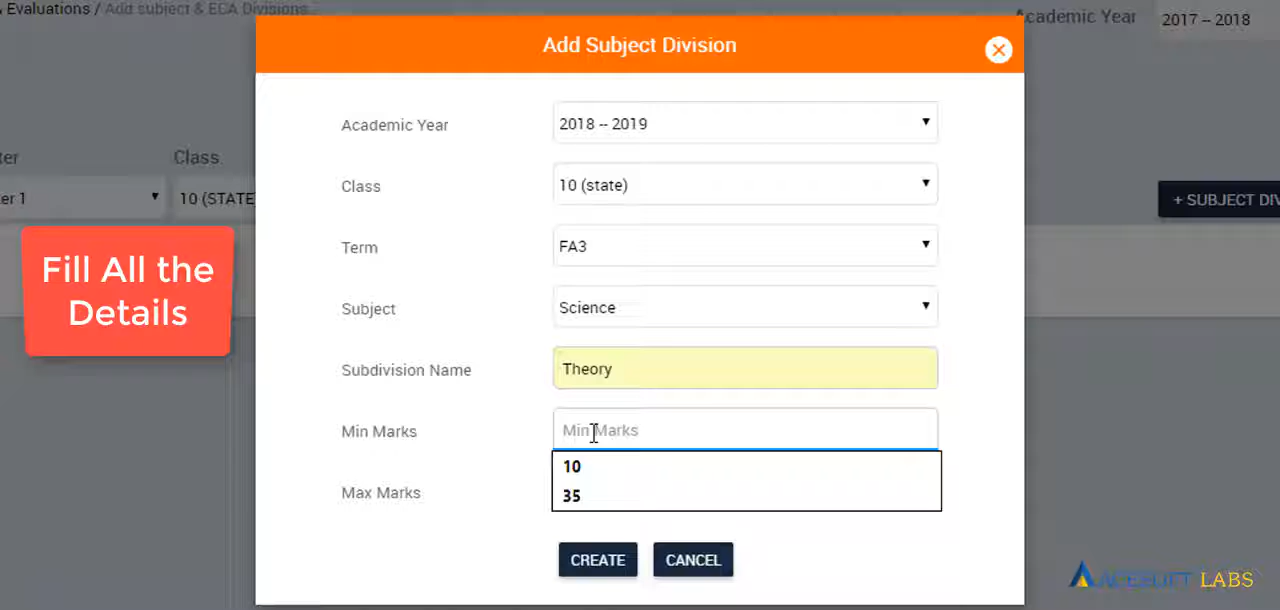 & Evaluations / Add subject & ECA Divisions...
Academic Year 2017 -- 2018
Add Subject Division
Academic Year 2018 -- 2019
Class
10 (STATE
+ SUBJECT DI
Fill All the
Details
Class 10 (state)
Term FA3
Subject Science
Subdivision Name Theory
Min Marks Min Marks
10
35
Max Marks
CREATE CANCEL
LABS